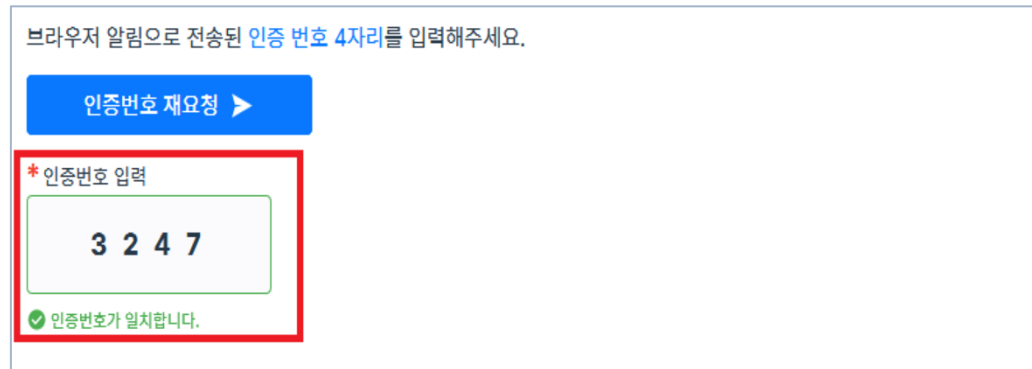 브라우저 알림으로 전송된 인증 번호 4자리를 입력해주세요.
인증번호 재요청
* 인증번호 입력
3 2 4 7
인증번호가 일치합니다.